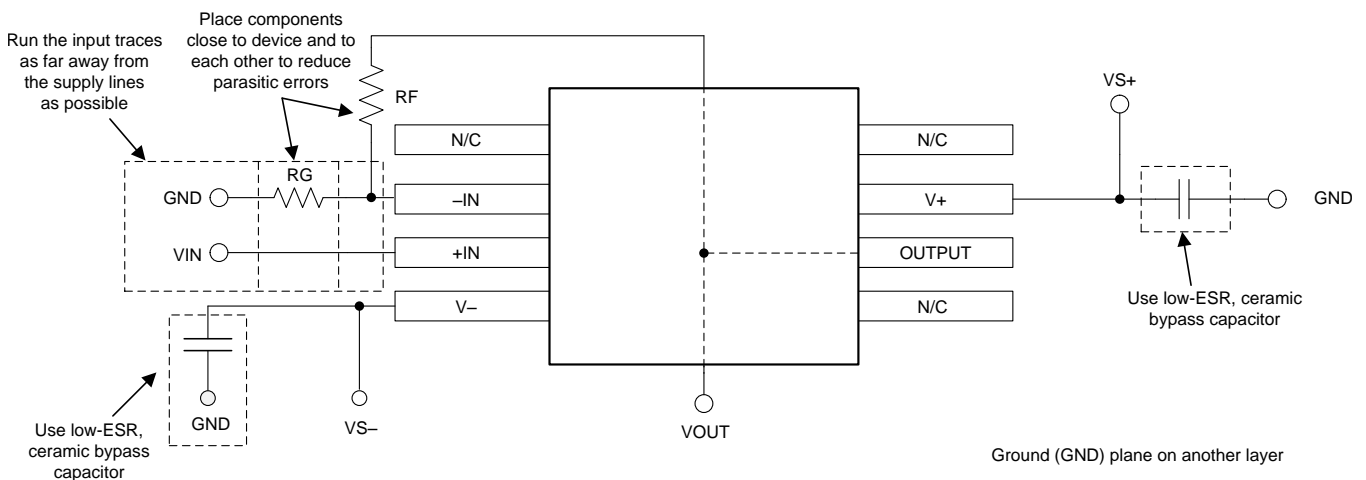 Run the input traces
as far away from
the supply lines
as possible
Place components
close to device and to
each other to reduce
parasitic errors
RF
VS+
N/C
N/C
RG
GND
–IN
V+
GND
VIN
+IN
OUTPUT
V–
N/C
Use low-ESR, ceramic
bypass capacitor
GND
VS–
VOUT
Use low-ESR,
ceramic bypass
capacitor
Ground (GND) plane on another layer